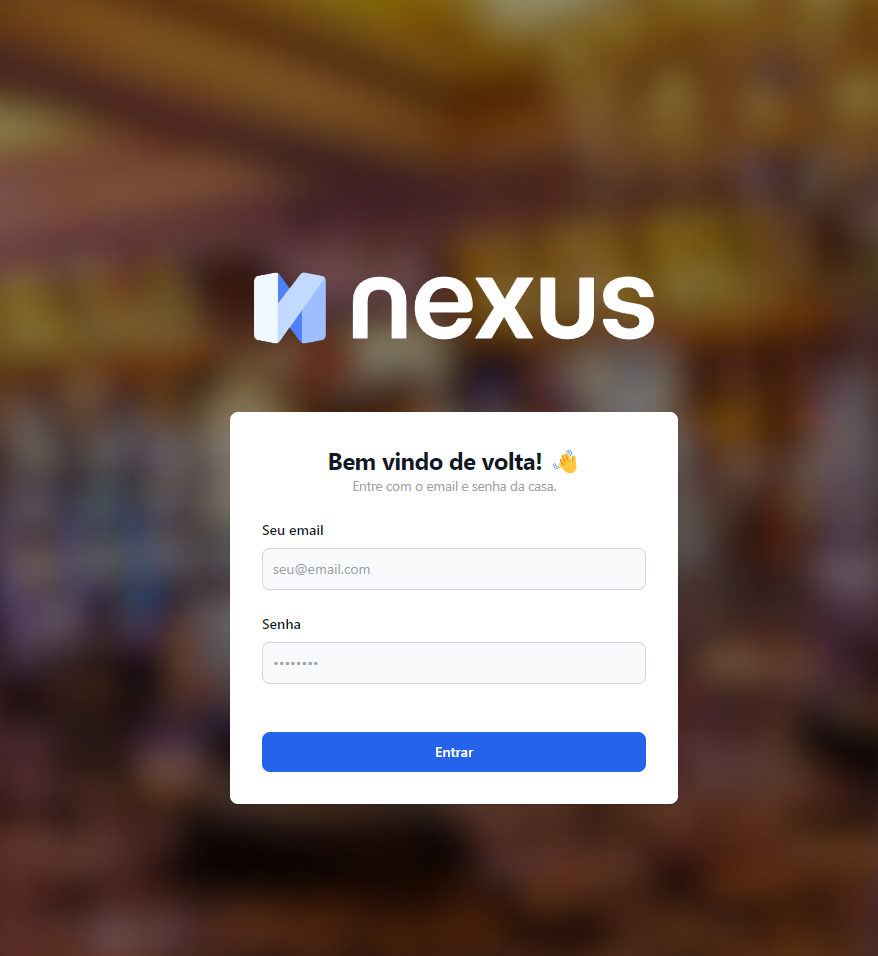 nexus
Bem vindo de volta! 👋
Entre com o email e senha da casa.
Seu email
seu@email.com
Senha
••••••••
Entrar